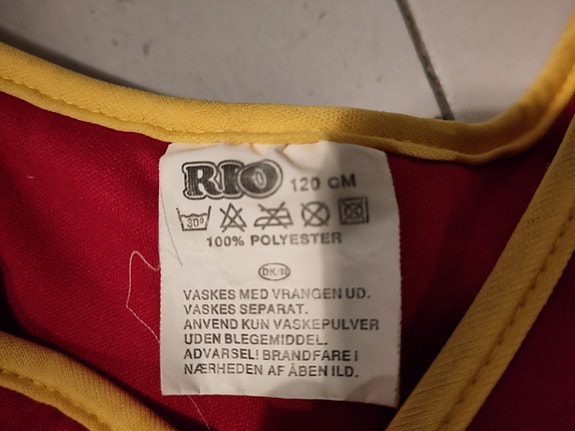 RIO 120 CM
30°
100% POLYESTER
VASKES MED VRANGEN UD.
VASKES SEPARAT.
ANVEND KUN VASKEPULVER
UDEN BLEGEMIDDEL.
ADVARSEL! BRANDFARE I
NÆRHEDEN AF ÅBEN ILD.